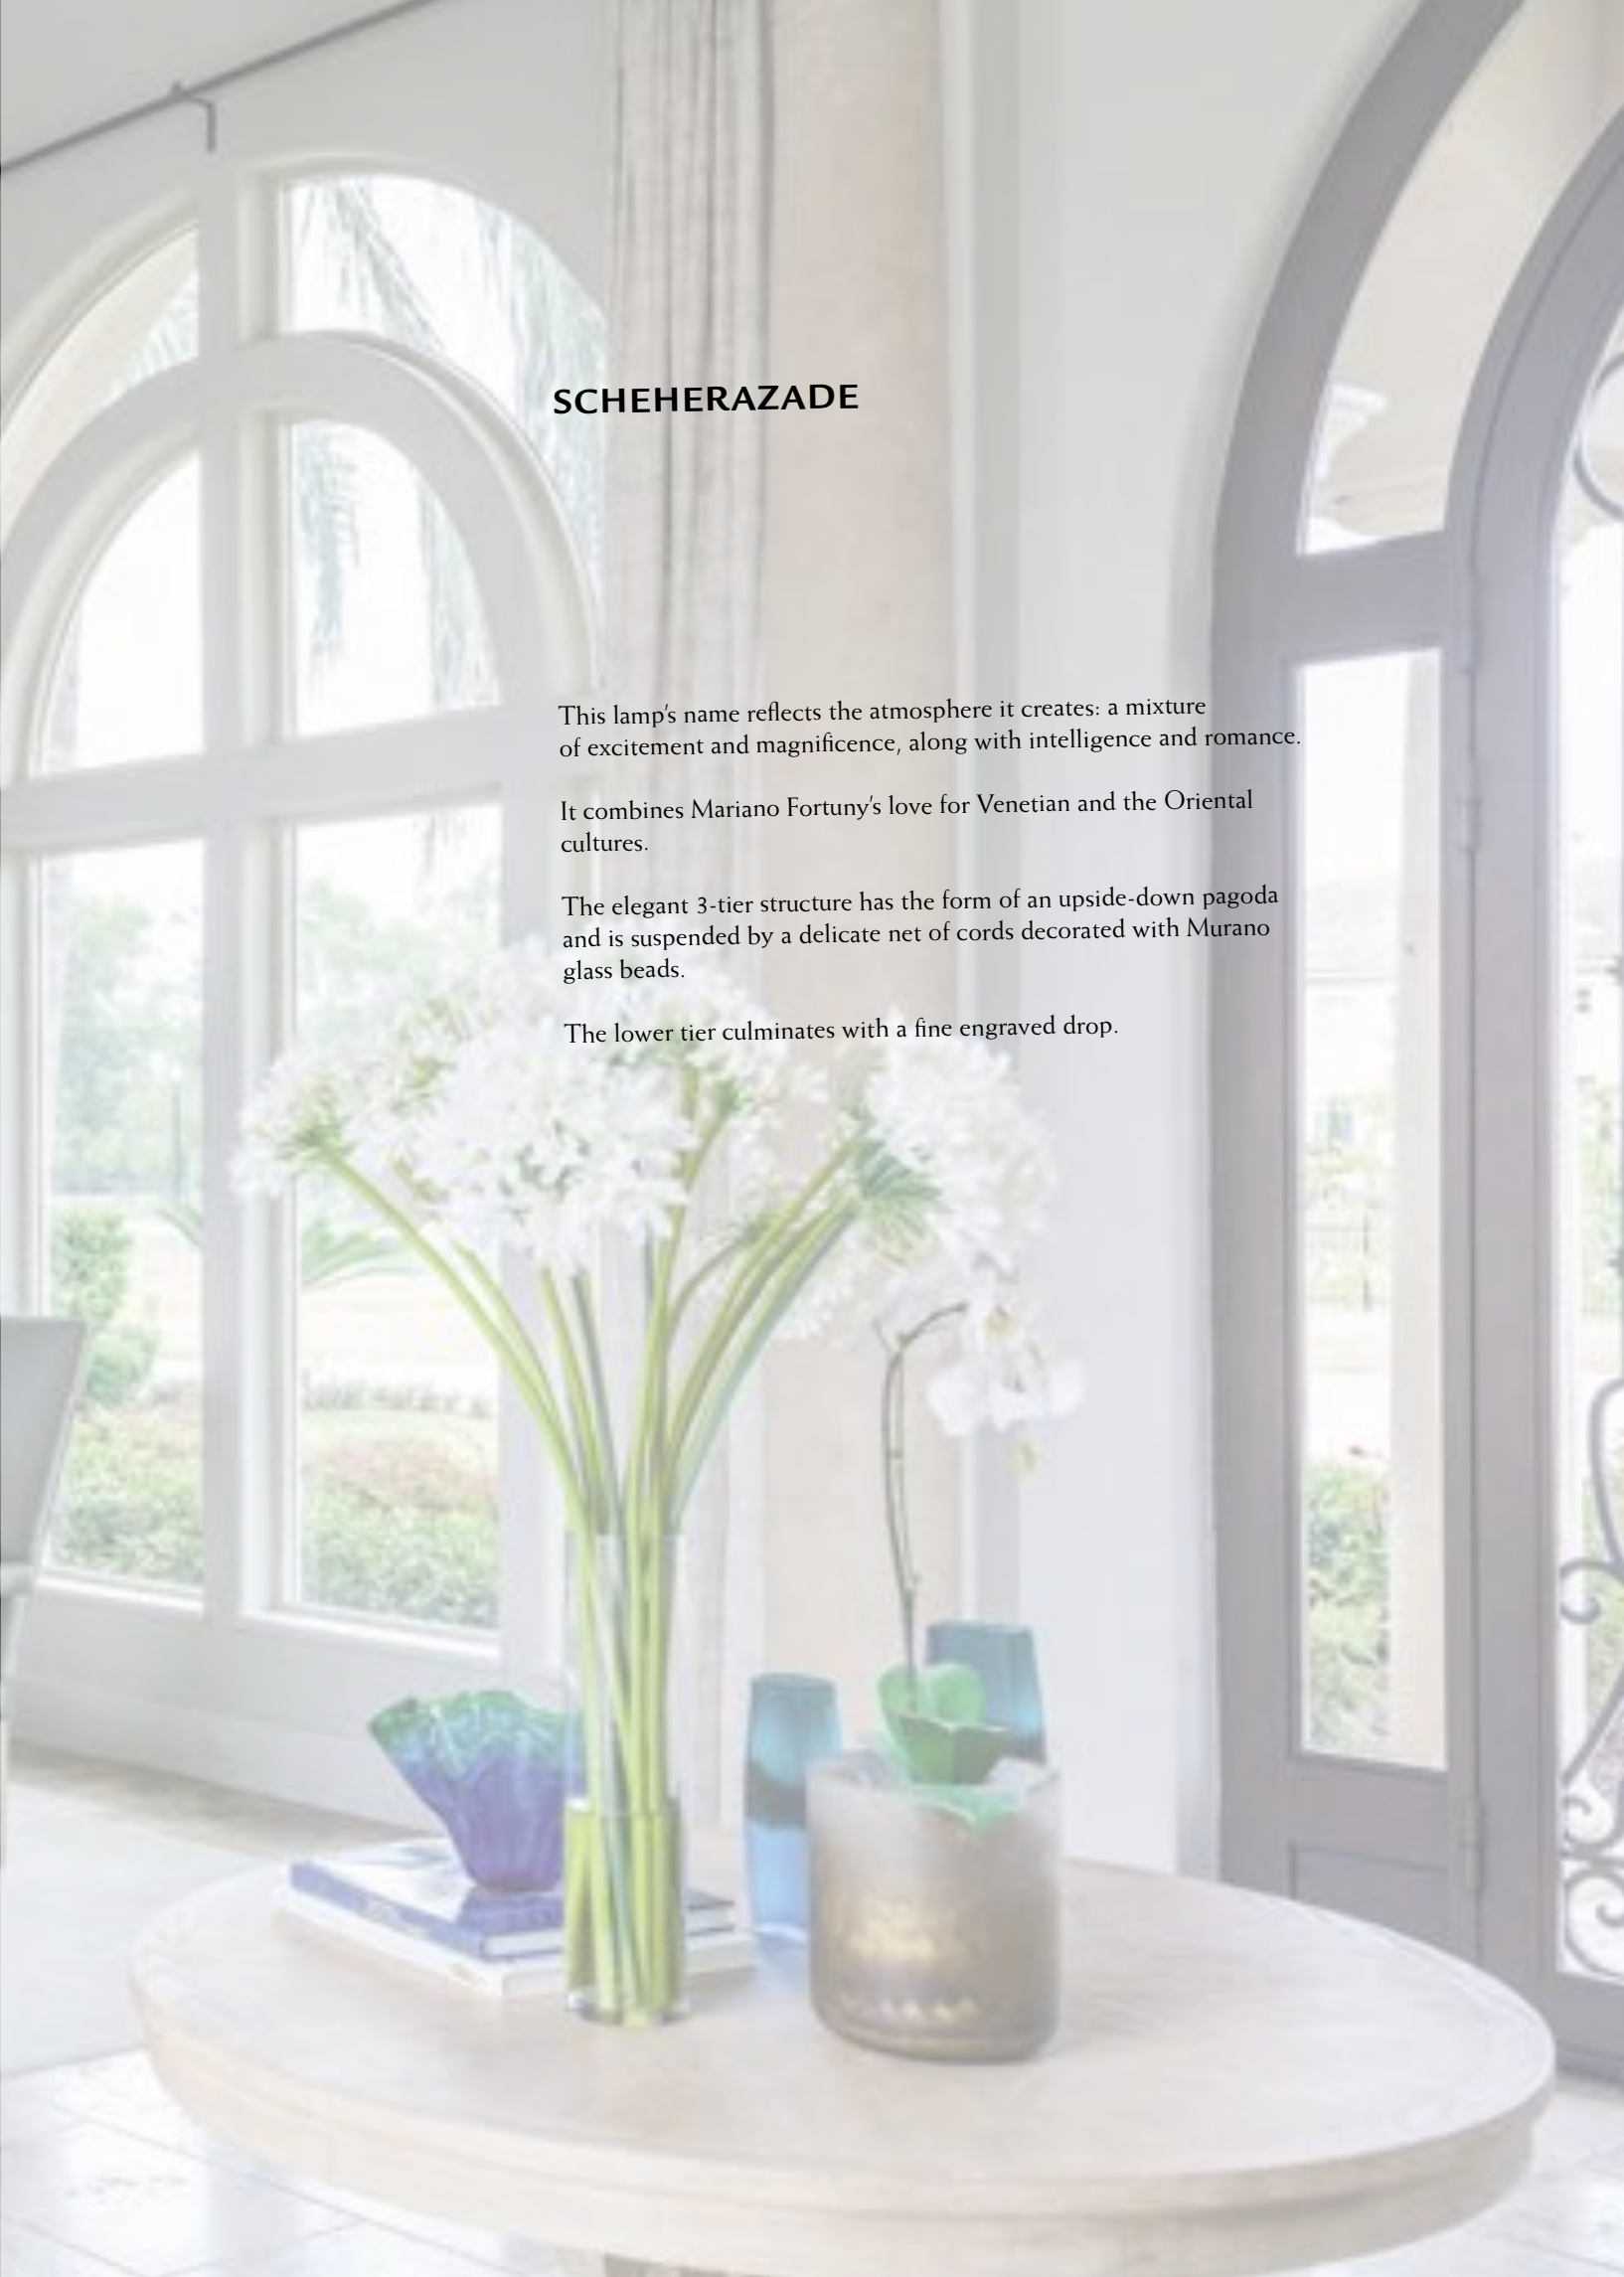 SCHEHERAZADE
This lamp's name reflects the atmosphere it creates: a mixture
of excitement and magnificence, along with intelligence and romance.
It combines Mariano Fortuny's love for Venetian and the Oriental
cultures.
The elegant 3-tier structure has the form of an upside-down pagoda
and is suspended by a delicate net of cords decorated with Murano
glass beads.
The lower tier culminates with a fine engraved drop.